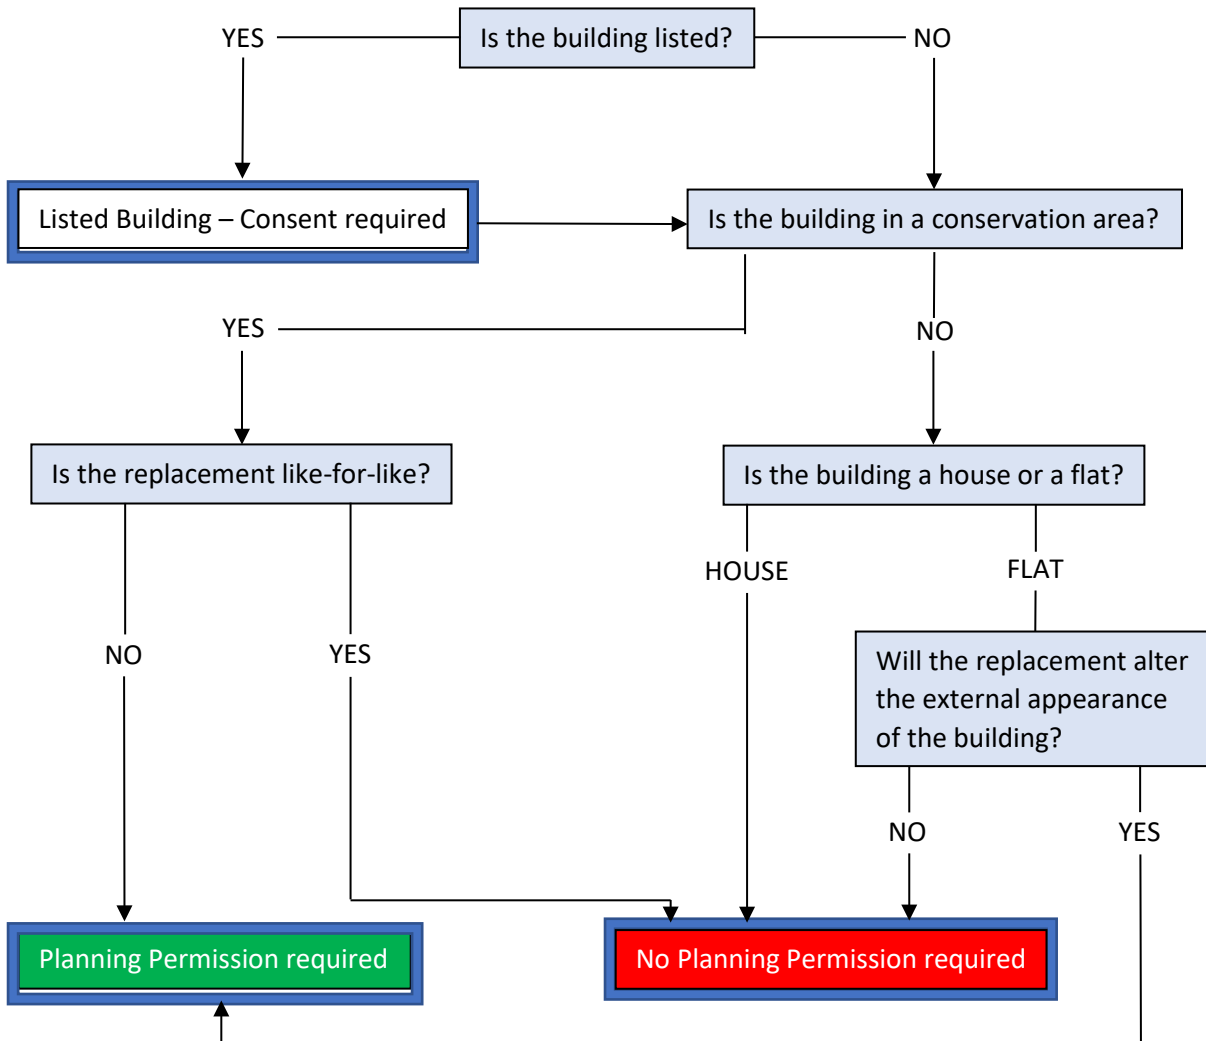 YES
Is the building listed?
NO
Listed Building – Consent required
Is the building in a conservation area?
YES
NO
Is the replacement like-for-like?
Is the building a house or a flat?
HOUSE
FLAT
NO
YES
Will the replacement alter
the external appearance
of the building?
NO
YES
Planning Permission required
No Planning Permission required